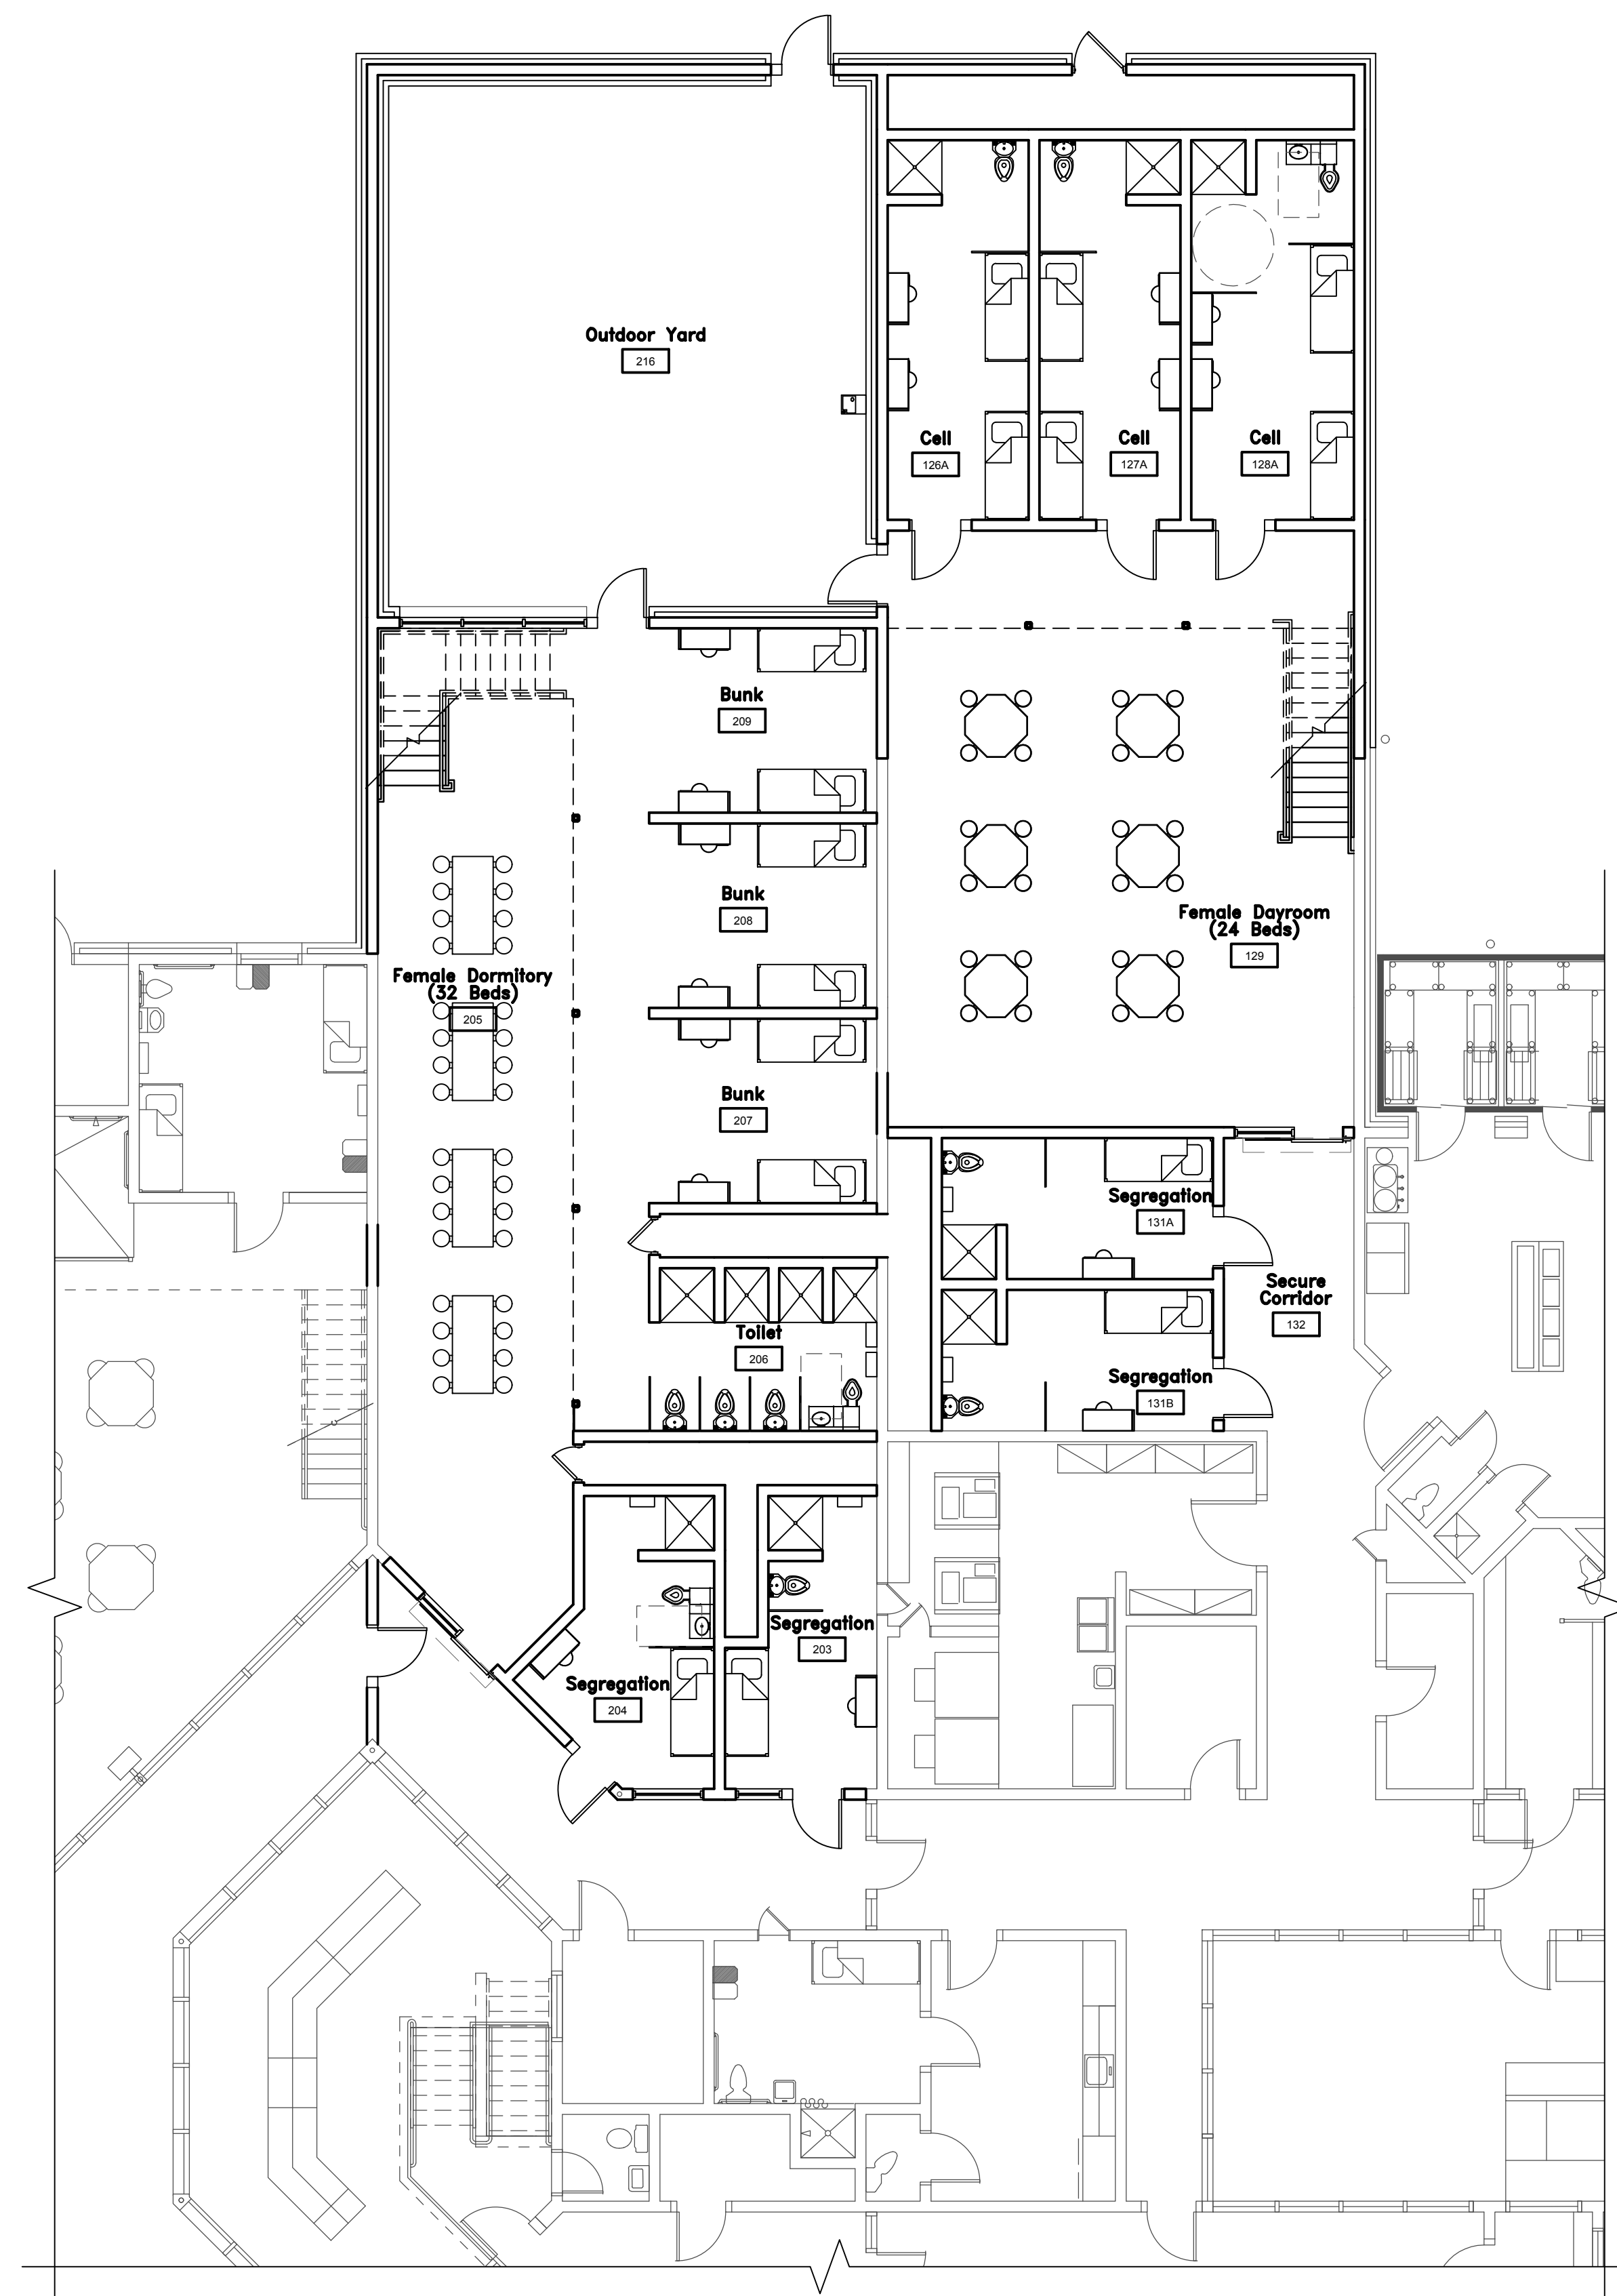 Outdoor Yard
216
Cell
126A
Cell
127A
Cell
128A
Bunk
209
Bunk
208
Female Dayroom
(24 Beds)
129
Female Dormitory
(32 Beds)
205
Bunk
207
Segregation
131A
Secure
Corridor
132
Toilet
206
Segregation
131B
Segregation
203
Segregation
204